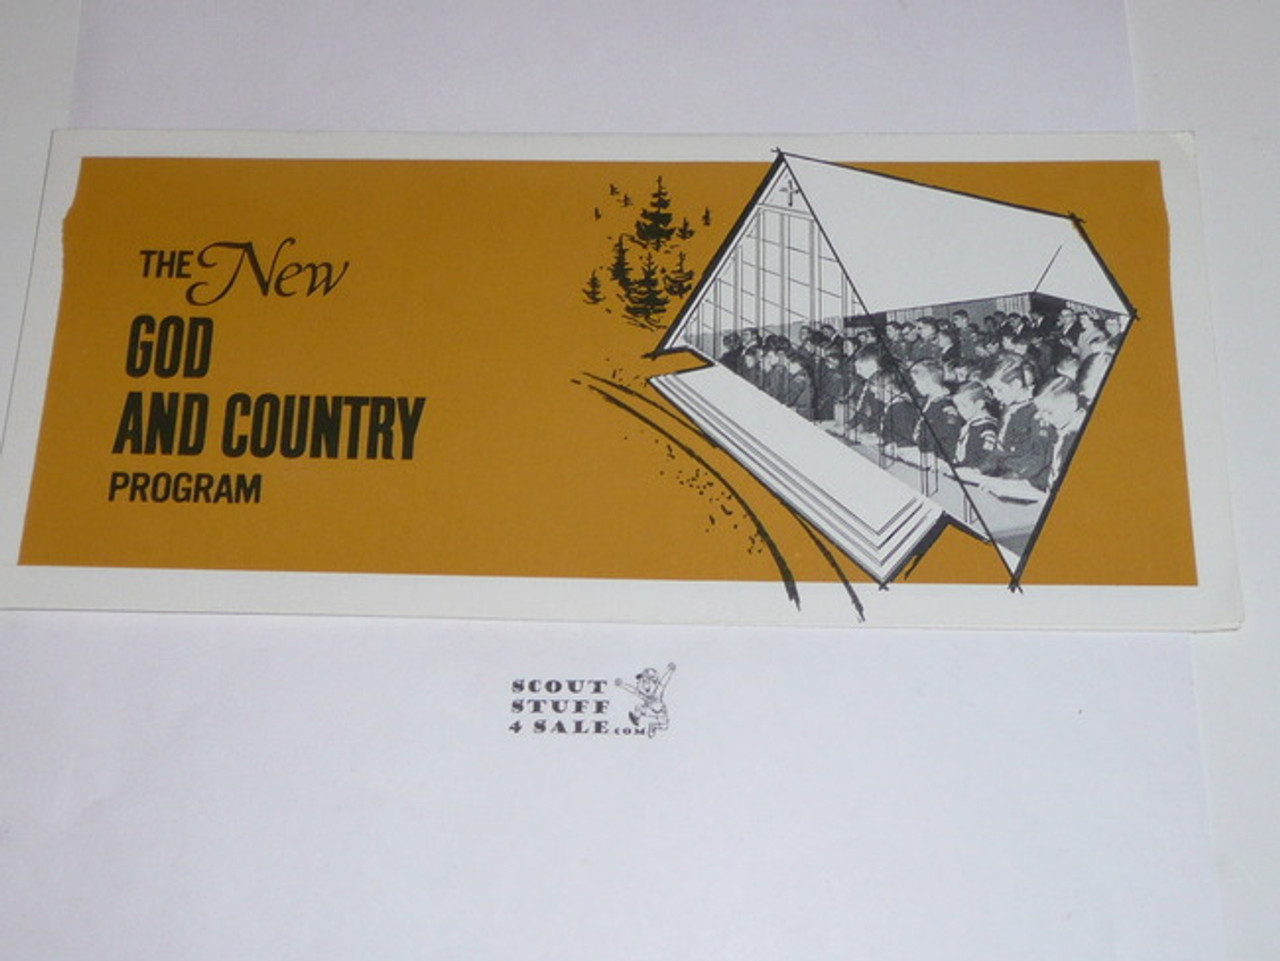 THE New
GOD
AND COUNTRY
PROGRAM
SCOUT
STUFF
4 SALE.COM